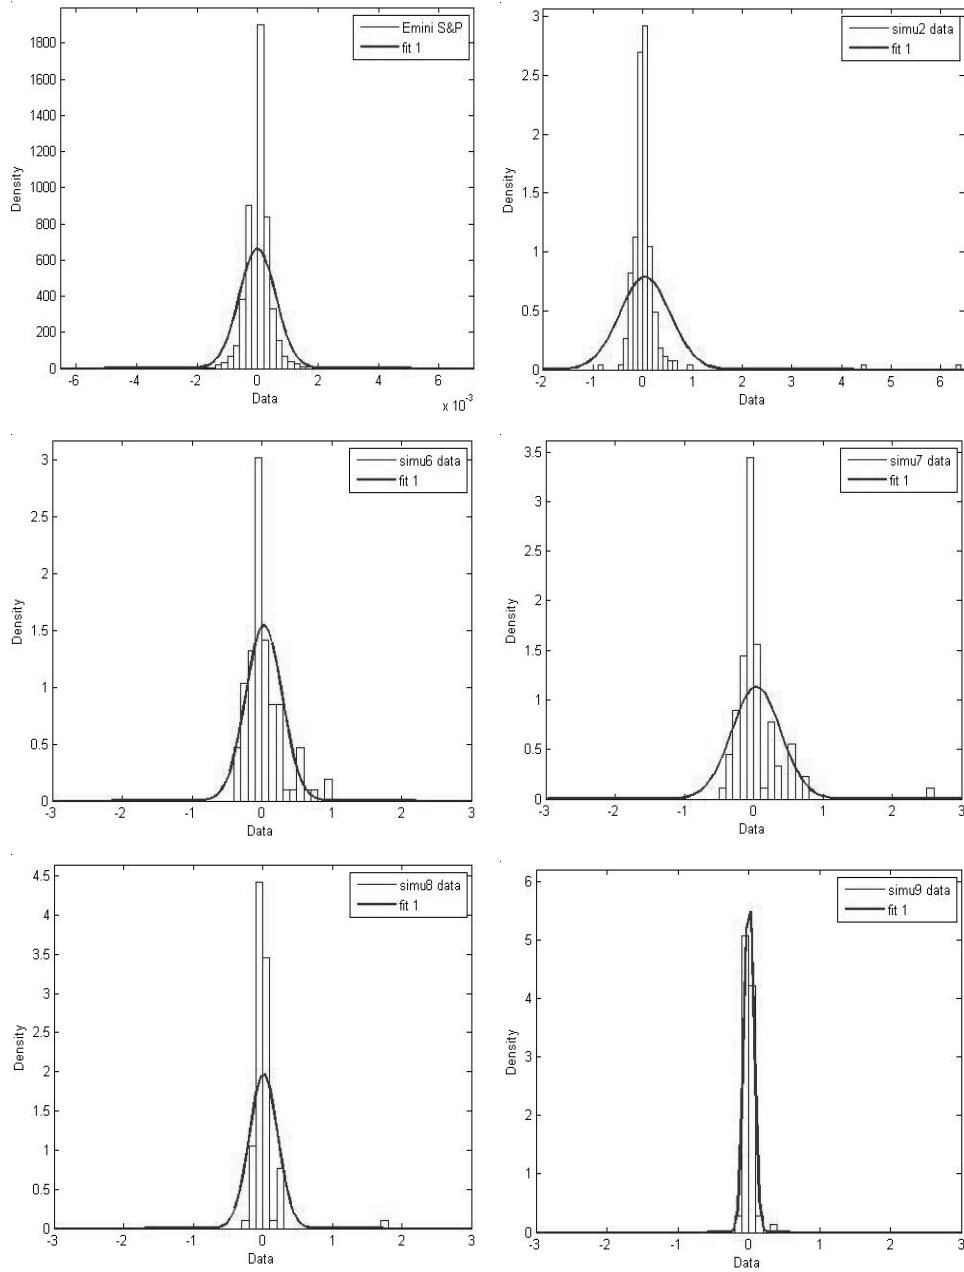 Emini S&P
fit 1
1800
1600
1400
1200
1000
800
600
400
200
0
Density
-6 -4 -2 0 2 4 6
Data
x 10⁻³
simu2 data
fit 1
3
2.5
2
1.5
1
0.5
0
Density
-2 -1 0 1 2 3 4 5 6
Data
simu6 data
fit 1
3
2.5
2
1.5
1
0.5
0
Density
-3 -2 -1 0 1 2 3
Data
simu7 data
fit 1
3.5
3
2.5
2
1.5
1
0.5
0
Density
-3 -2 -1 0 1 2 3
Data
simu8 data
fit 1
4.5
4
3.5
3
2.5
2
1.5
1
0.5
0
Density
-3 -2 -1 0 1 2 3
Data
simu9 data
fit 1
6
5
4
3
2
1
0
Density
-3 -2 -1 0 1 2 3
Data